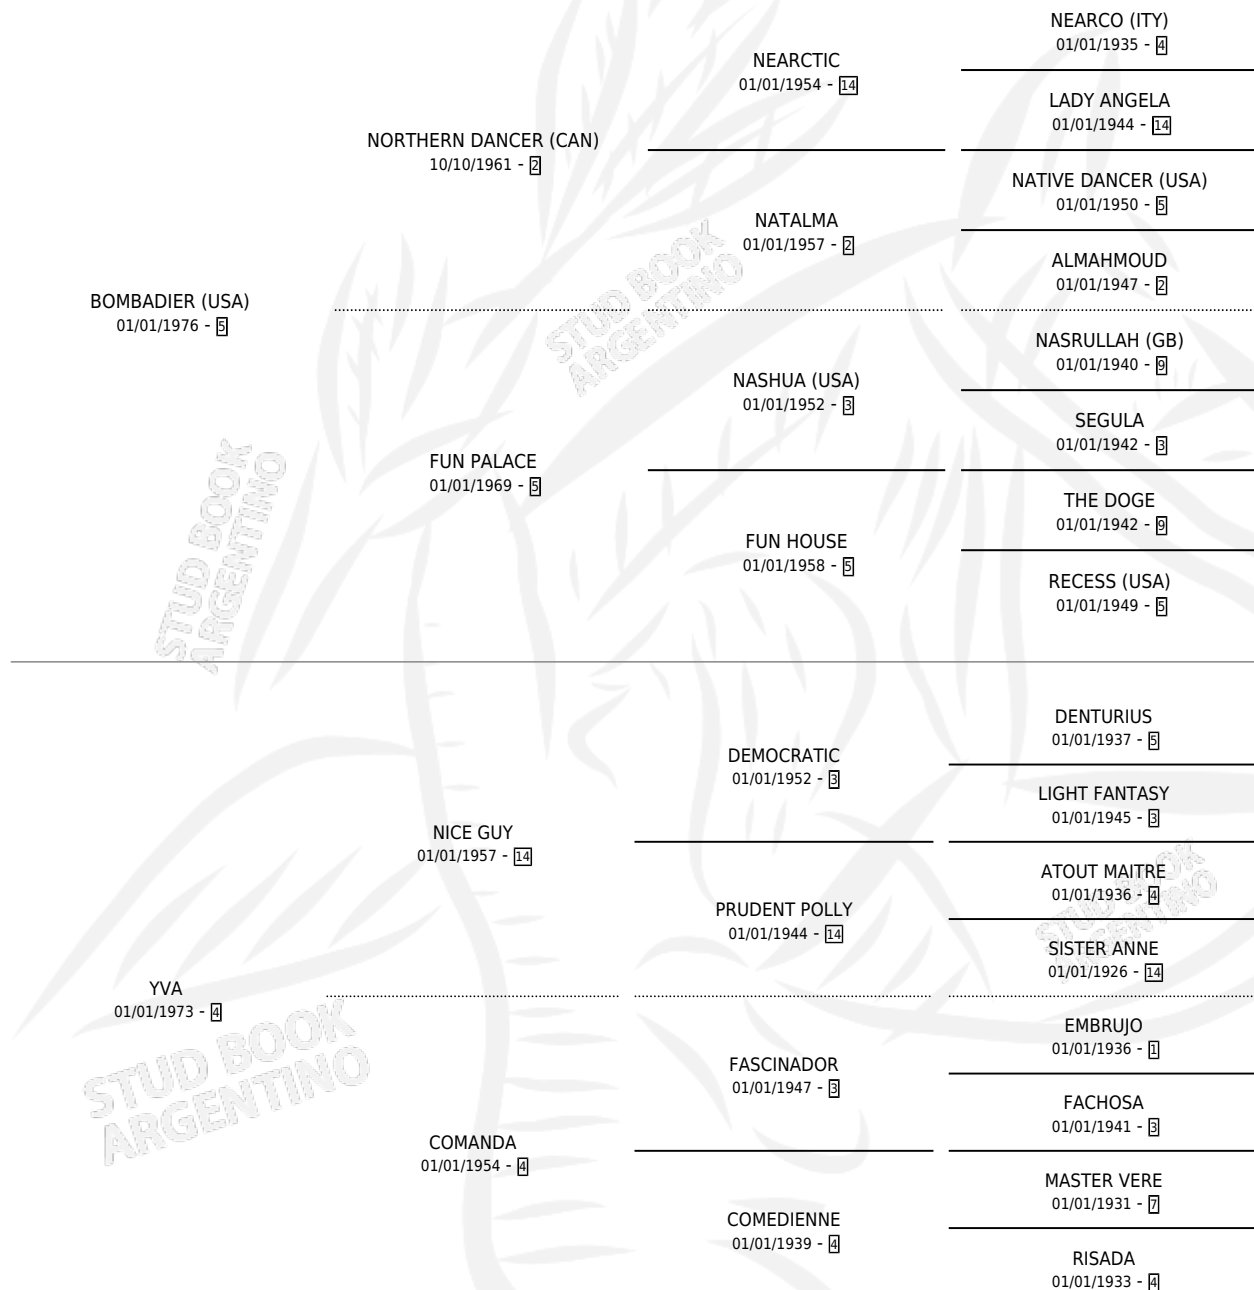 NEARCO (ITY)
01/01/1935 - 4
NEARCTIC
01/01/1954 - 14
LADY ANGELA
01/01/1944 - 14
NORTHERN DANCER (CAN)
10/10/1961 - 2
NATIVE DANCER (USA)
01/01/1950 - 5
NATALMA
01/01/1957 - 2
ALMAHMOUD
01/01/1947 - 2
BOMBADIER (USA)
01/01/1976 - 5
NASRULLAH (GB)
01/01/1940 - 9
NASHUA (USA)
01/01/1952 - 3
SEGULA
01/01/1942 - 3
FUN PALACE
01/01/1969 - 5
THE DOGE
01/01/1942 - 9
FUN HOUSE
01/01/1958 - 5
RECESS (USA)
01/01/1949 - 5
DENTURIUS
01/01/1937 - 5
DEMOCRATIC
01/01/1952 - 3
LIGHT FANTASY
01/01/1945 - 3
NICE GUY
01/01/1957 - 14
ATOUT MAITRE
01/01/1936 - 4
PRUDENT POLLY
01/01/1944 - 14
SISTER ANNE
01/01/1926 - 14
YVA
01/01/1973 - 4
EMBRUJO
01/01/1936 - 1
FASCINADOR
01/01/1947 - 3
FACHOSA
01/01/1941 - 3
COMANDA
01/01/1954 - 4
MASTER VERE
01/01/1931 - 7
COMEDIENNE
01/01/1939 - 4
RISADA
01/01/1933 - 4
STUD BOOK
ARGENTINO
STUD BOOK
ARGENTINO
STUD BOOK
ARGENTINO
STUD BOOK
ARGENTINO